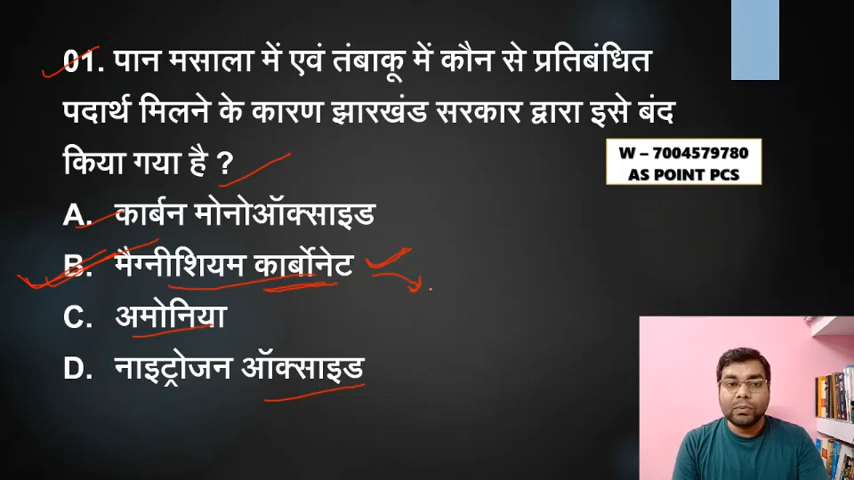 01. पान मसाला में एवं तंबाकू में कौन से प्रतिबंधित
पदार्थ मिलने के कारण झारखंड सरकार द्वारा इसे बंद
किया गया है ?
W – 7004579780
AS POINT PCS
A. कार्बन मोनोऑक्साइड
B. मैग्नीशियम कार्बोनेट
C. अमोनिया
D. नाइट्रोजन ऑक्साइड